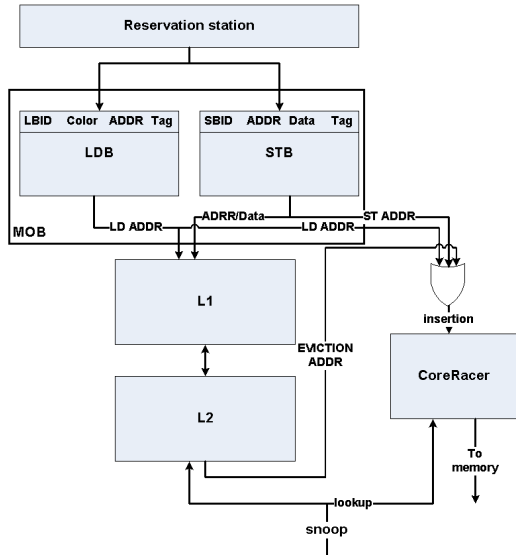 Reservation station
LBID Color ADDR Tag
LDB
SBID ADDR Data Tag
STB
MOB
ADRR/Data
ST ADDR
LD ADDR
LD ADDR
L1
insertion
EVICTION
ADDR
CoreRacer
L2
To
memory
lookup
snoop